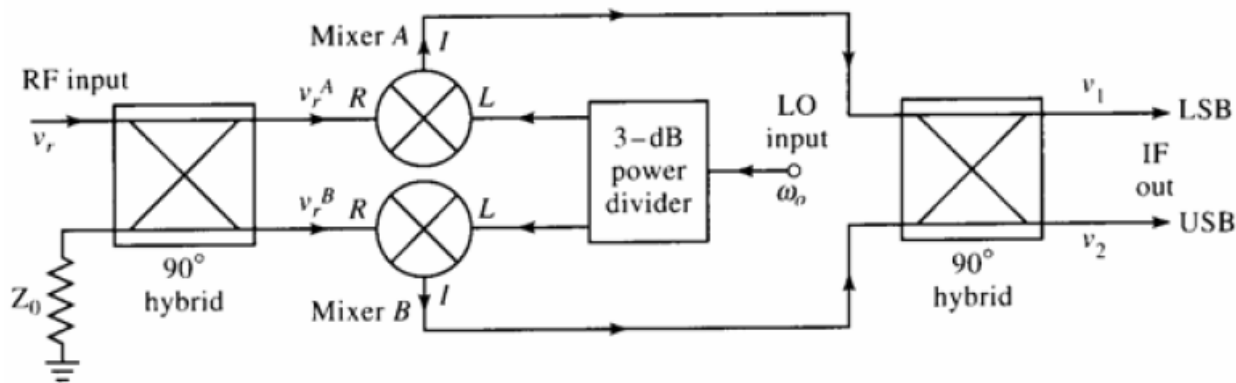 RF input
v_r
Z_0
90°
hybrid
v_r^A
R
Mixer A
I
L
v_r^B
R
L
I
Mixer B
3-dB
power
divider
LO
input
ω_o
90°
hybrid
v_1
LSB
IF
out
v_2
USB